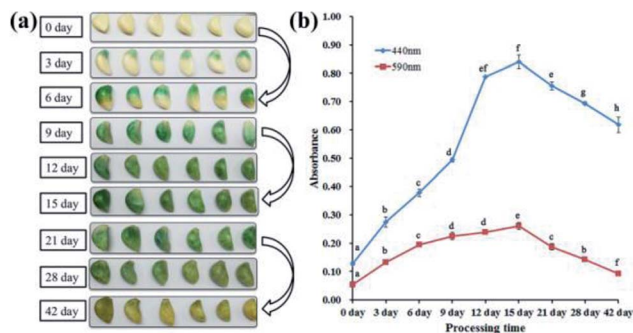 (a)
0 day
3 day
6 day
9 day
12 day
15 day
21 day
28 day
42 day
(b)
1.00
0.90
0.80
0.70
0.60
0.50
0.40
0.30
0.20
0.10
0.00
Absorbance
440nm
590nm
a
b
c
d
ef
f
e
g
h
a
b
c
d
d
e
c
b
f
0 day 3 day 6 day 9 day 12 day 15 day 21 day 28 day 42 day
Processing time